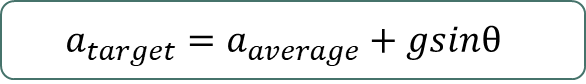 a_target = a_average + gsinθ